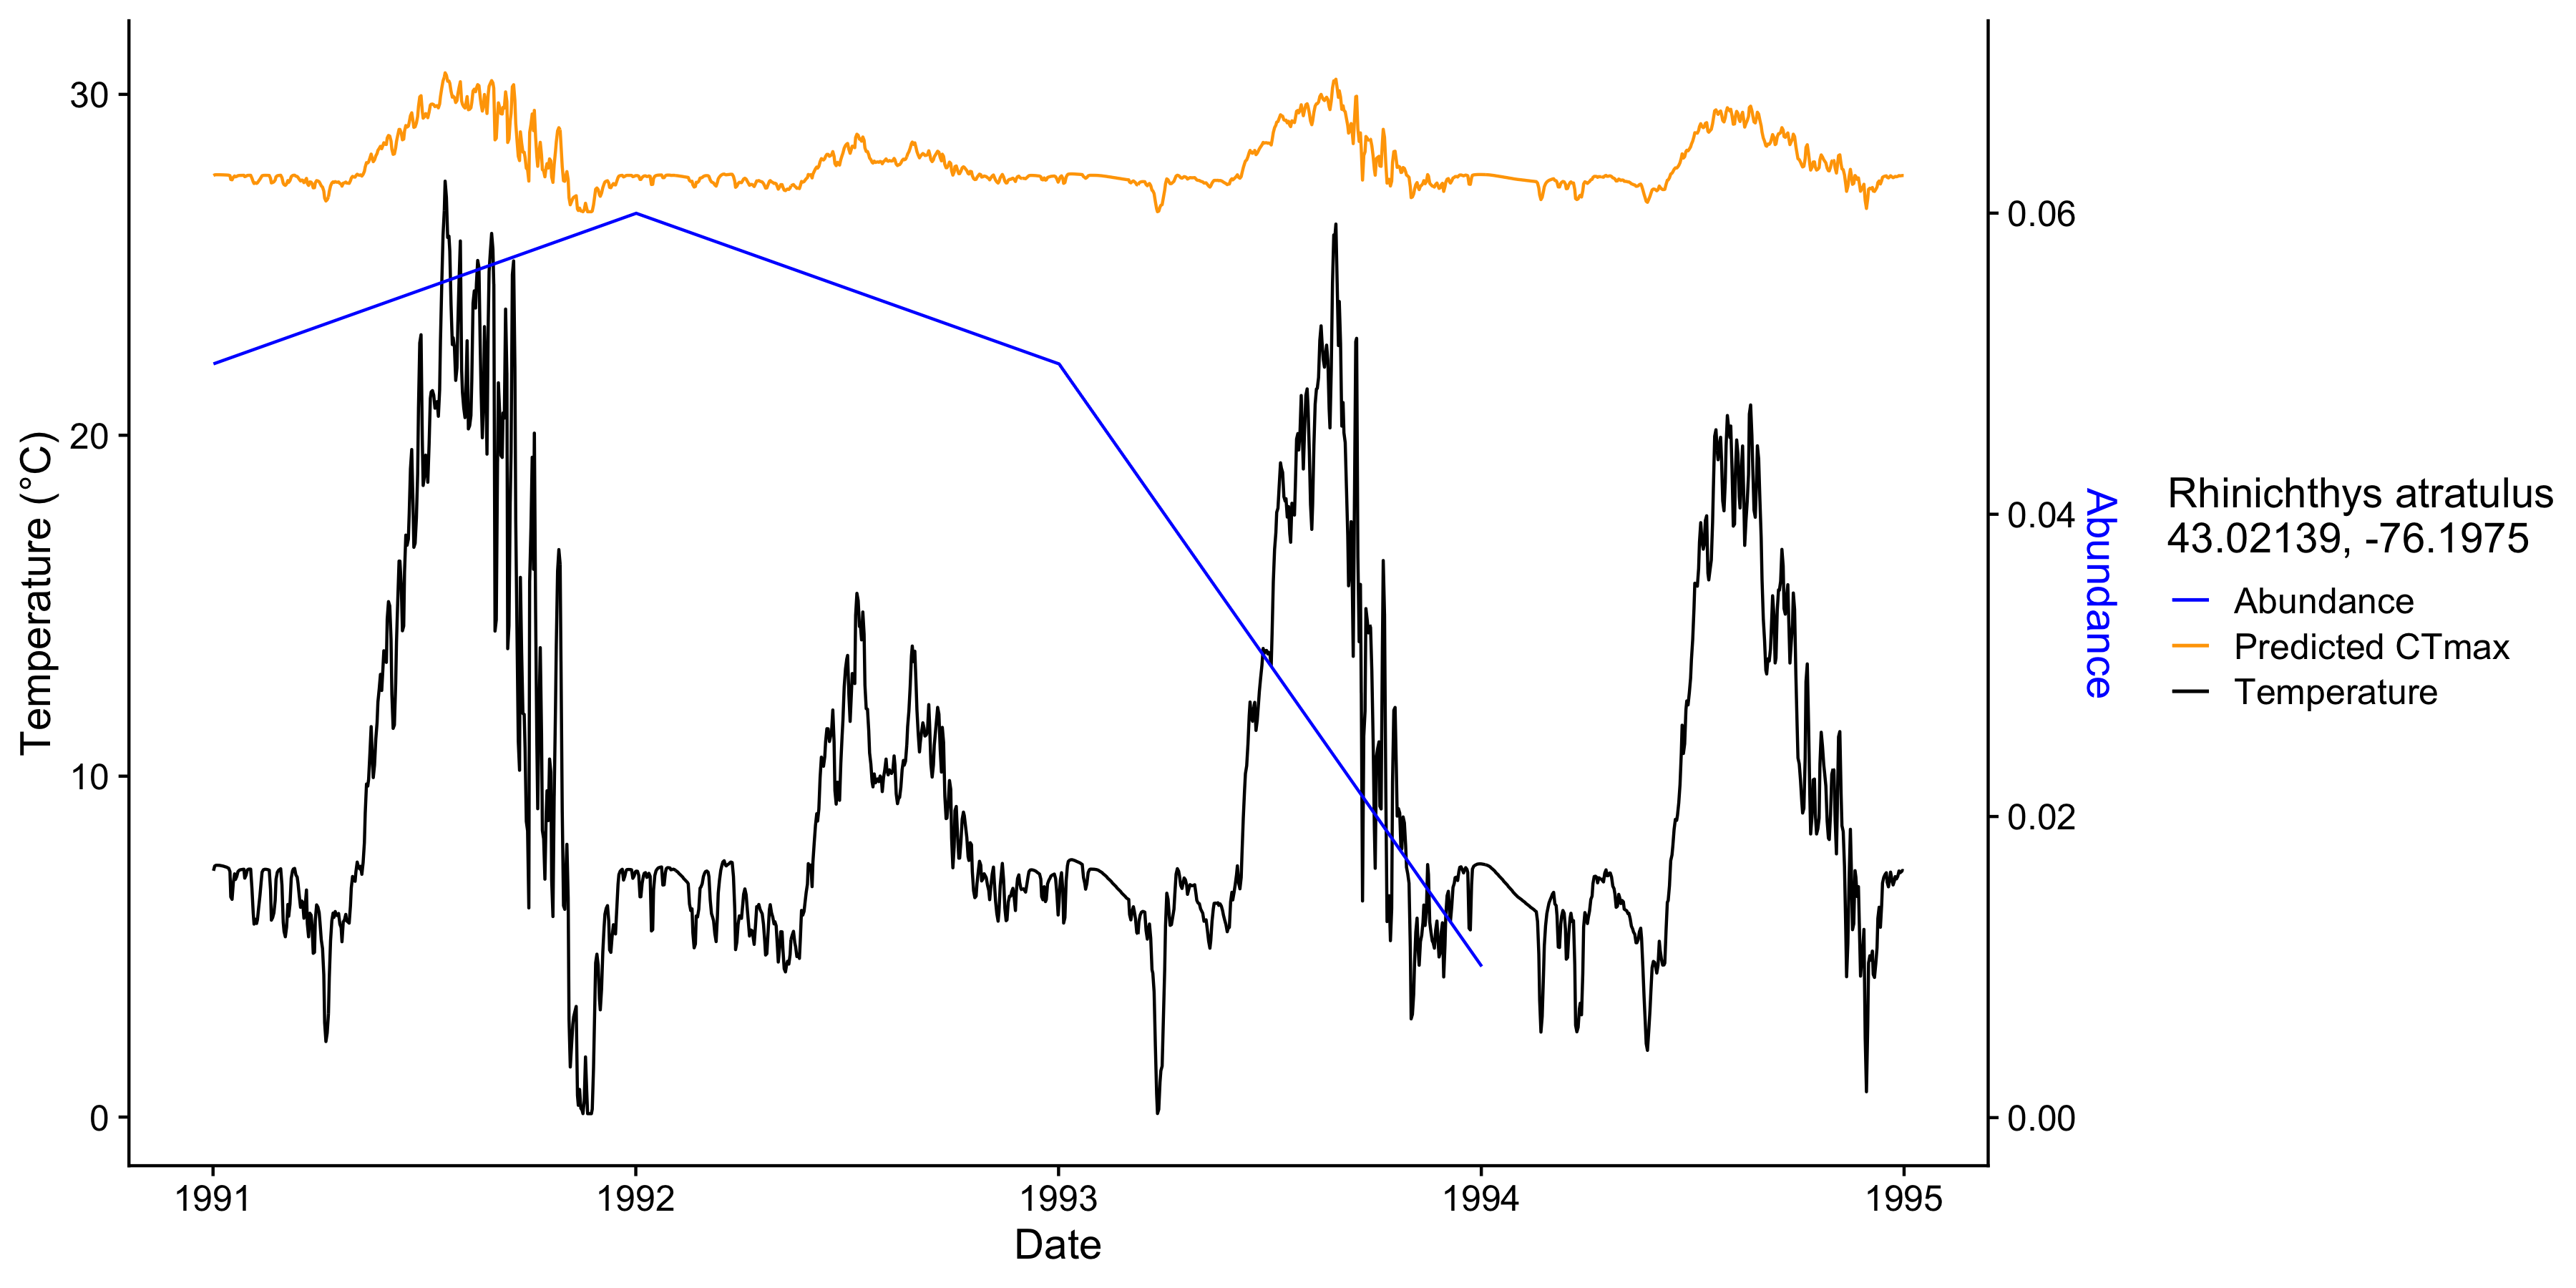 30
20
10
0
Temperature (°C)
1991
1992
1993
1994
1995
Date
0.06
0.04
0.02
0.00
Abundance
Rhinichthys atratulus
43.02139, -76.1975
Abundance
Predicted CTmax
Temperature